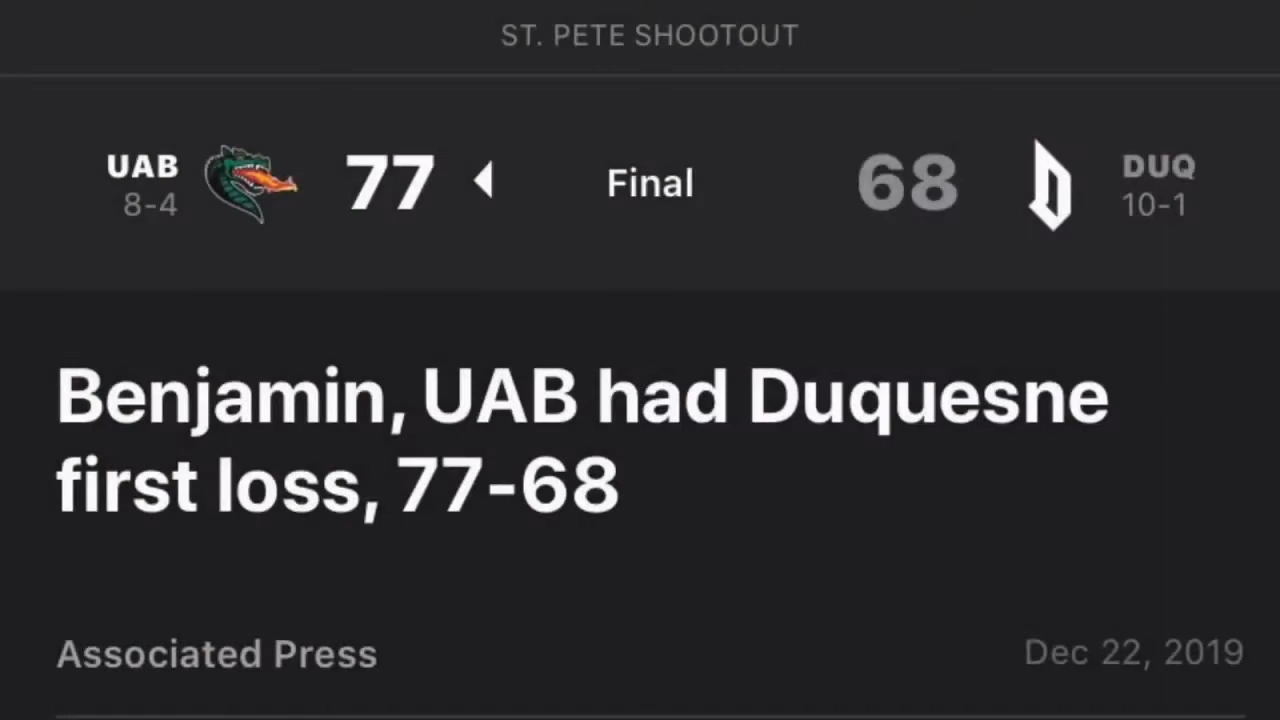 ST. PETE SHOOTOUT
UAB 77 Final 68 DUQ
8-4 10-1
Benjamin, UAB had Duquesne
first loss, 77-68
Associated Press Dec 22, 2019